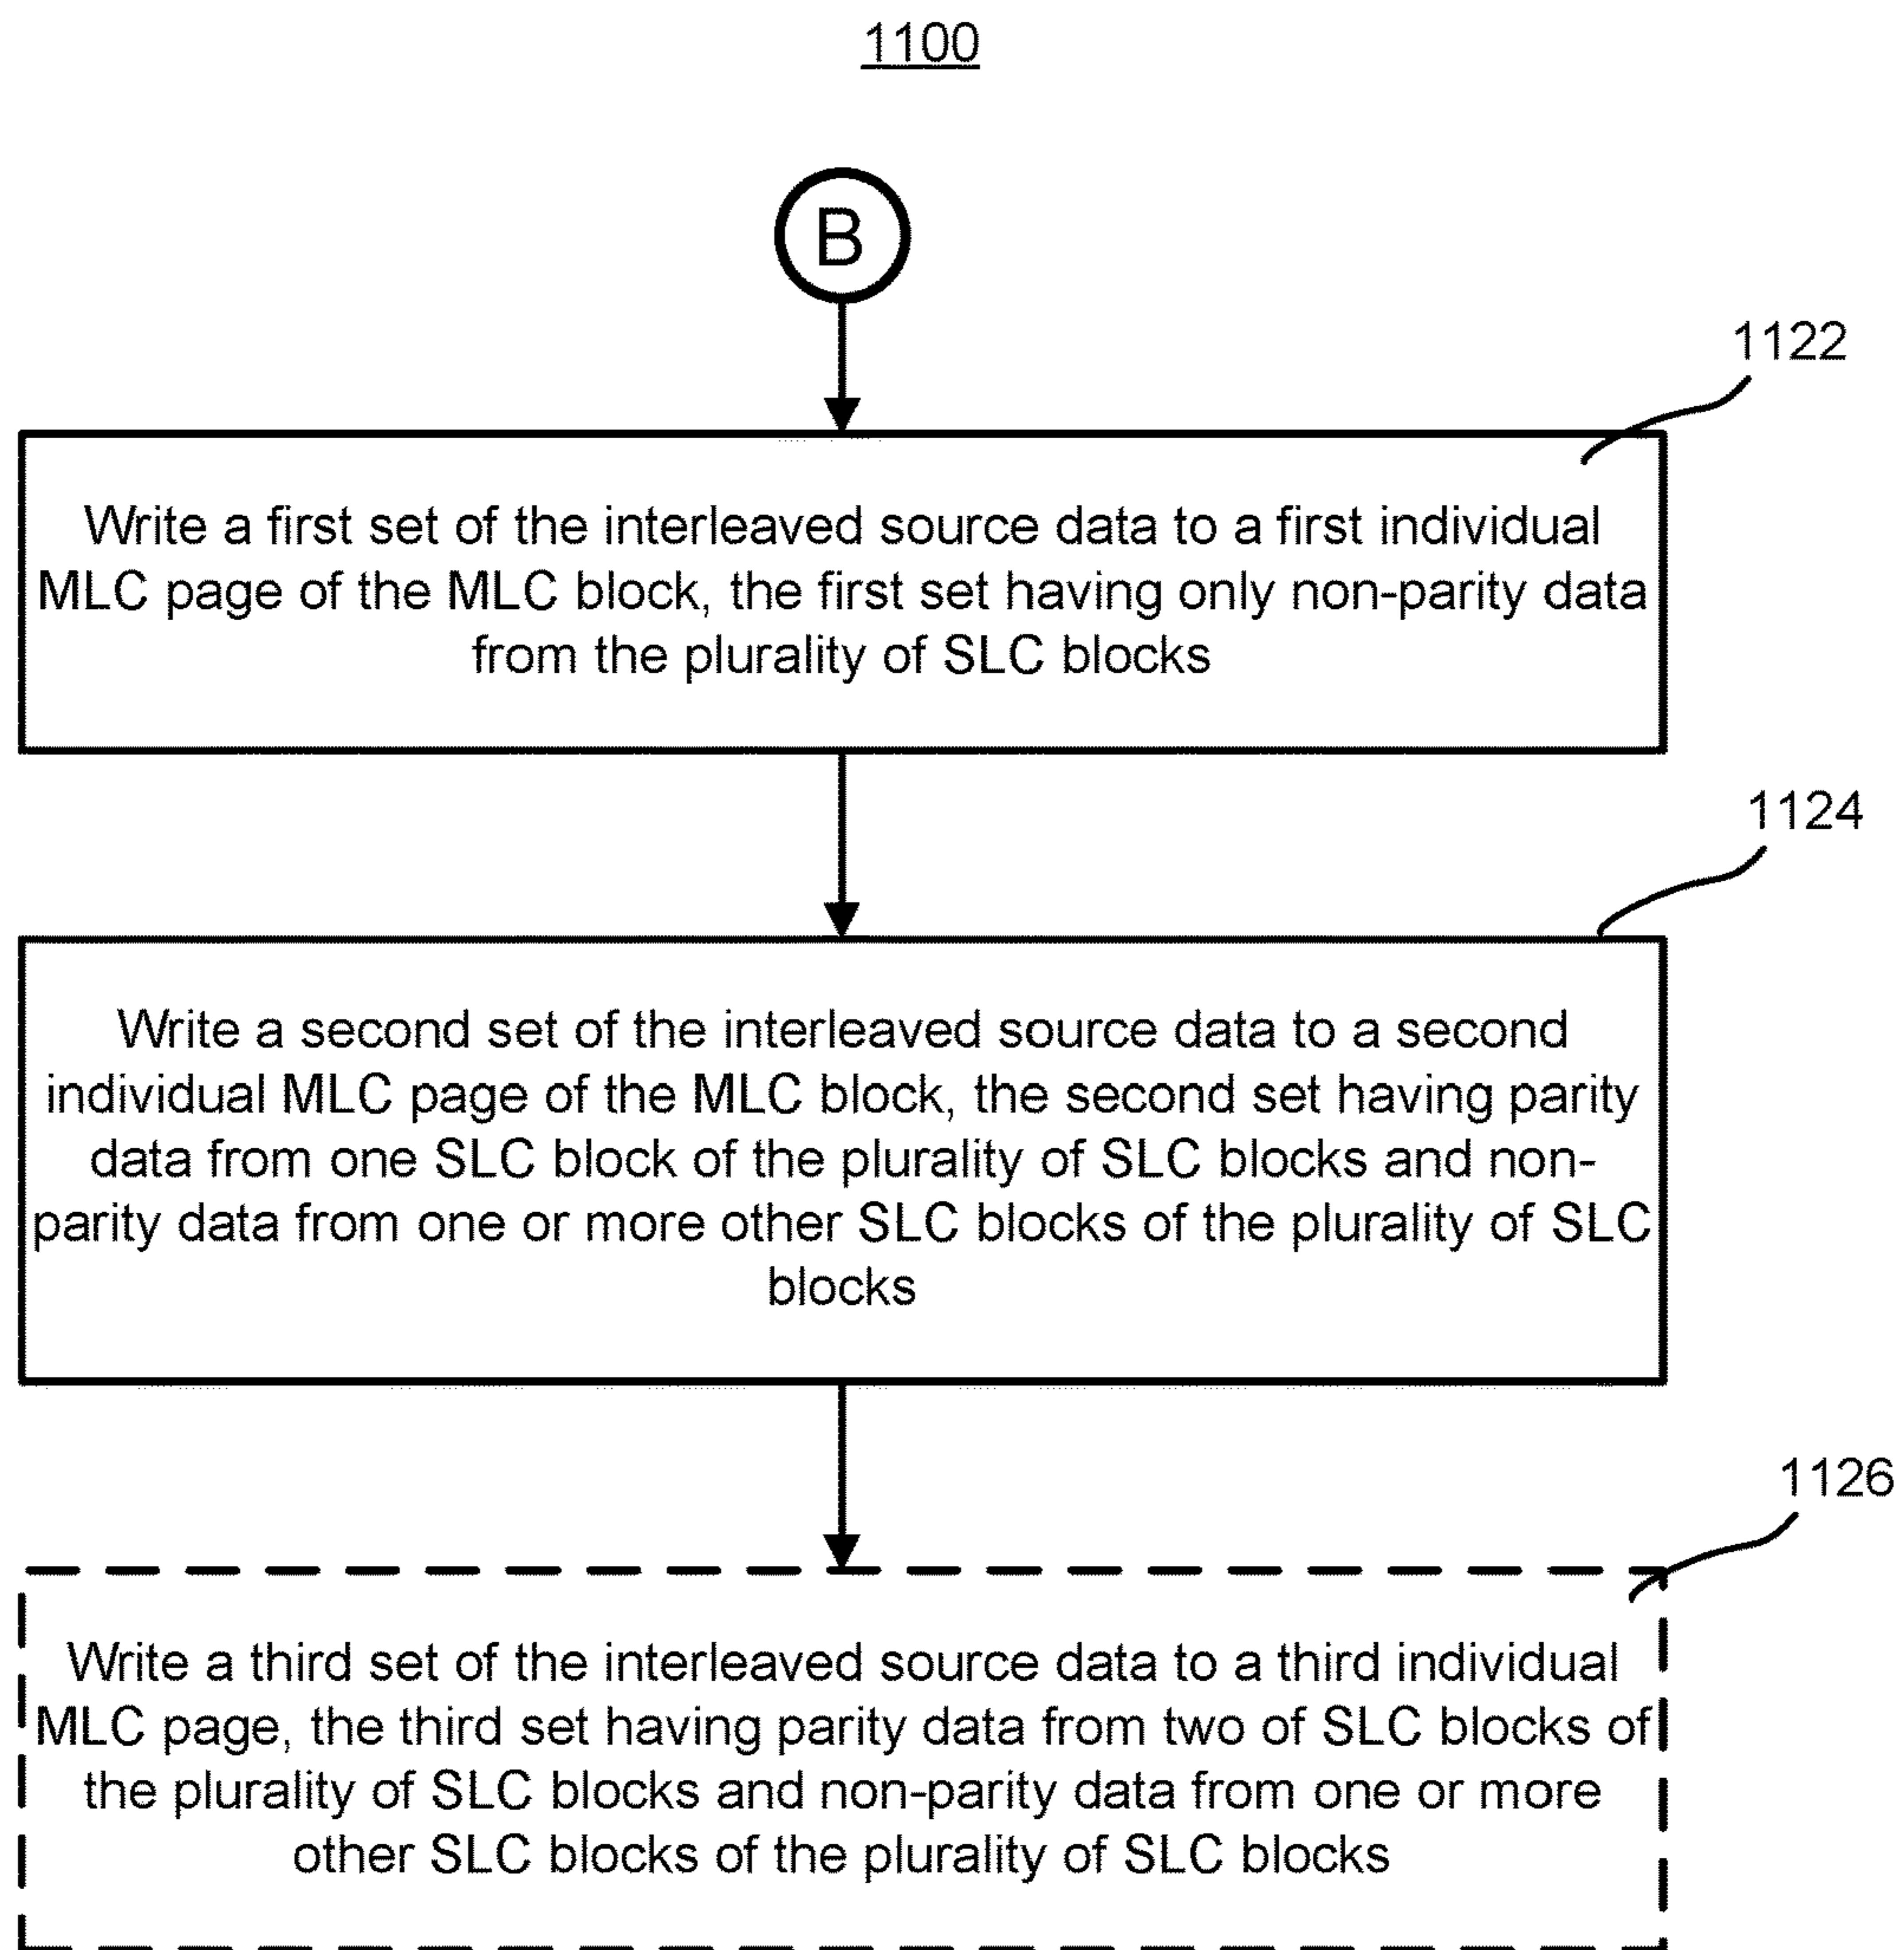 1100
B
1122
Write a first set of the interleaved source data to a first individual
MLC page of the MLC block, the first set having only non-parity data
from the plurality of SLC blocks
1124
Write a second set of the interleaved source data to a second
individual MLC page of the MLC block, the second set having parity
data from one SLC block of the plurality of SLC blocks and non-
parity data from one or more other SLC blocks of the plurality of SLC
blocks
1126
Write a third set of the interleaved source data to a third individual
MLC page, the third set having parity data from two of SLC blocks of
the plurality of SLC blocks and non-parity data from one or more
other SLC blocks of the plurality of SLC blocks